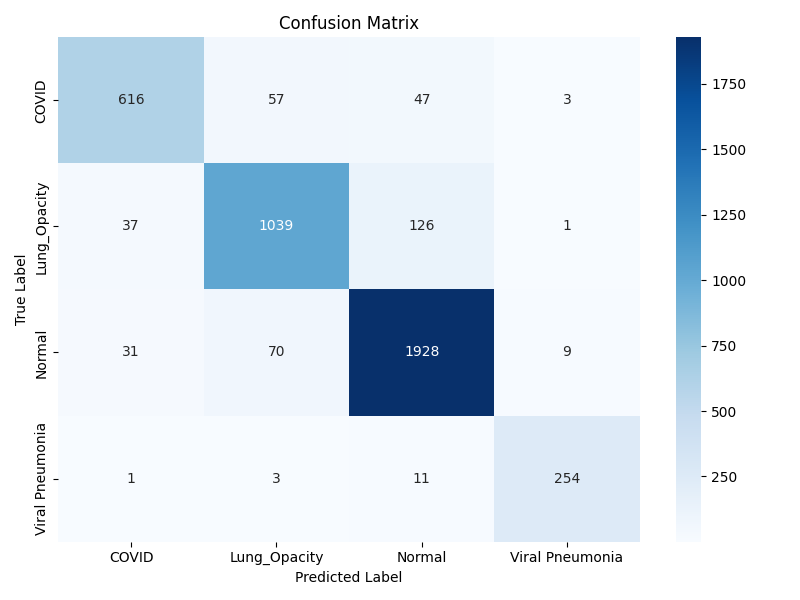 Confusion Matrix
COVID
616 57 47 3
Lung_Opacity
37 1039 126 1
Normal
31 70 1928 9
Viral Pneumonia
1 3 11 254
True Label
COVID Lung_Opacity Normal Viral Pneumonia
Predicted Label
1750
1500
1250
1000
750
500
250